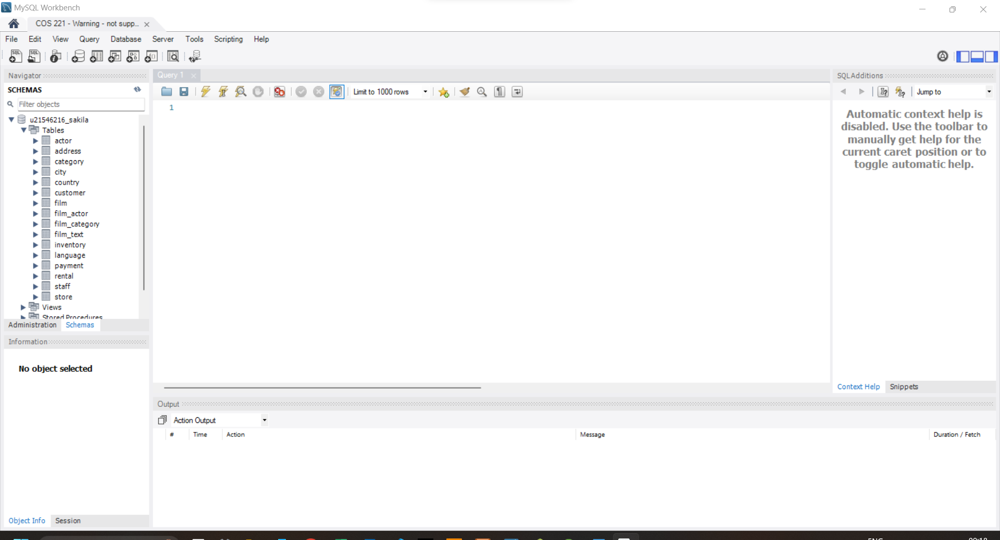 MySQL Workbench
COS 221 - Warning - not supp...
File Edit View Query Database Server Tools Scripting Help
Navigator
SCHEMAS
Filter objects
u21546216_sakila
Tables
actor
address
category
city
country
customer
film
film_actor
film_category
film_text
inventory
language
payment
rental
staff
store
Views
Stored Procedures
Administration Schemas
Information
No object selected
Object Info Session
Query 1
Limit to 1000 rows
1
SQLAdditions
Jump to
Automatic context help is
disabled. Use the toolbar to
manually get help for the
current caret position or to
toggle automatic help.
Context Help Snippets
Output
Action Output
# Time Action Message Duration / Fetch